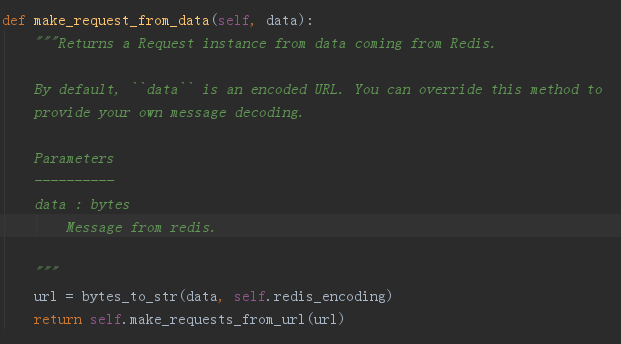 def make_request_from_data(self, data):
"""Returns a Request instance from data coming from Redis.
By default, ``data`` is an encoded URL. You can override this method to
provide your own message decoding.
Parameters
----------
data : bytes
Message from redis.
"""
url = bytes_to_str(data, self.redis_encoding)
return self.make_requests_from_url(url)